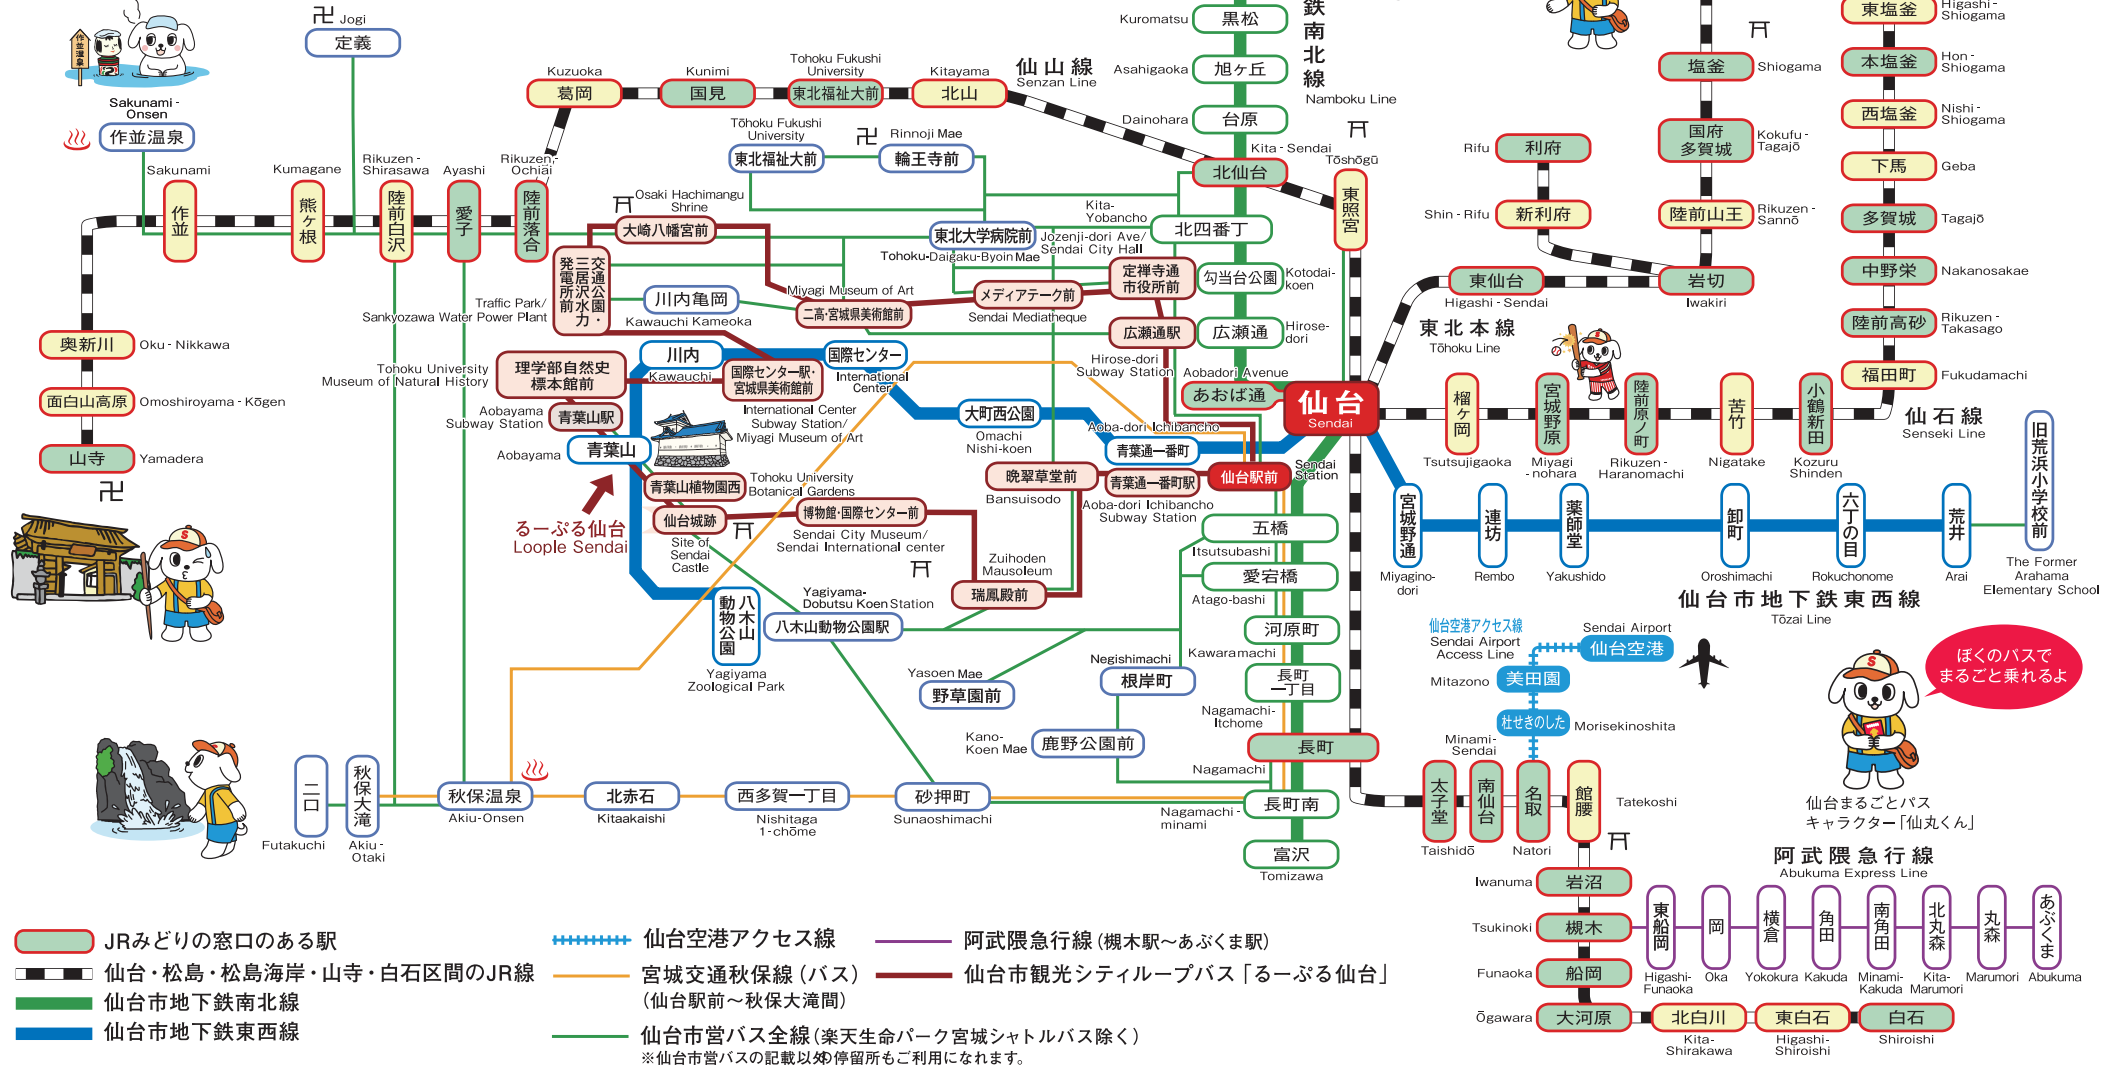 卍 Jogi
定義
作並温泉
Sakunami -
Onsen
作並温泉
Sakunami
作並
Kumagane
熊ヶ根
Rikuzen -
Shirasawa
陸前白沢
Ayashi
愛子
Rikuzen -
Ochiai
陸前落合
Kuzuoka
葛岡
Kunimi
国見
Tohoku Fukushi
University
東北福祉大前
Kitayama
北山
仙山線
Senzan Line
Tōhoku Fukushi
University
東北福祉大前
卍
Rinnoji Mae
輪王寺前
Kuromatsu
黒松
Asahigaoka
旭ヶ丘
Dainohara
台原
鉄南北線
Namboku Line
Kita - Sendai
北仙台
Tōshōgū
東照宮
Kita-
Yobancho
北四番丁
勾当台公園
Kotodai-
koen
広瀬通
Hirose-
dori
Aobadori Avenue
あおば通
仙台
Sendai
Osaki Hachimangu
Shrine
大崎八幡宮前
東北大学病院前
Tohoku-Daigaku-Byoin Mae
Jozenji-dori Ave/
Sendai City Hall
定禅寺通
市役所前
交通公園・
三居沢水力
発電所前
Traffic Park/
Sankyozawa Water Power Plant
川内亀岡
Kawauchi Kameoka
Miyagi Museum of Art
二高・宮城県美術館前
メディアテーク前
Sendai Mediatheque
広瀬通駅
Hirose-dori
Subway Station
奥新川
Oku - Nikkawa
面白山高原
Omoshiroyama - Kōgen
山寺
Yamadera
卍
理学部自然史
標本館前
Tohoku University
Museum of Natural History
川内
Kawauchi
国際センター
International
Center
国際センター駅・
宮城県美術館前
International Center
Subway Station/
Miyagi Museum of Art
青葉山駅
Aobayama
Subway Station
青葉山
Aobayama
大町西公園
Omachi
Nishi-koen
Aoba-dori Ichibancho
青葉通一番町
青葉山植物園西
Tohoku University
Botanical Gardens
晩翠草堂前
Bansuisodo
青葉通一番町駅
Aoba-dori Ichibancho
Subway Station
仙台駅前
Sendai
Station
るーぷる仙台
Loople Sendai
仙台城跡
Site of
Sendai
Castle
博物館・国際センター前
Sendai City Museum/
Sendai International center
Zuihoden
Mausoleum
瑞鳳殿前
八木山
動物公園
Yagiyama
Zoological Park
Yagiyama-
Dobutsu Koen Station
八木山動物公園駅
Yasoen Mae
野草園前
Negishimachi
根岸町
Kano-
Koen Mae
鹿野公園前
五橋
Itsutsubashi
愛宕橋
Atago-bashi
河原町
Kawaramachi
長町
一丁目
Nagamachi-
Itchome
長町
Nagamachi
長町南
Nagamachi -
minami
富沢
Tomizawa
二口
Futakuchi
秋保大滝
Akiu -
Otaki
秋保温泉
Akiu-Onsen
北赤石
Kitaakaishi
西多賀一丁目
Nishitaga
1-chōme
砂押町
Sunaoshimachi
東塩釜
Higashi-
Shiogama
本塩釜
Hon -
Shiogama
西塩釜
Nishi -
Shiogama
下馬
Geba
多賀城
Tagajō
中野栄
Nakanosakae
陸前高砂
Rikuzen -
Takasago
福田町
Fukudamachi
塩釜
Shiogama
国府
多賀城
Kokufu -
Tagajō
陸前山王
Rikuzen -
Sannō
Rifu
利府
Shin - Rifu
新利府
岩切
Iwakiri
東仙台
Higashi - Sendai
東北本線
Tōhoku Line
榴ヶ岡
Tsutsujigaoka
宮城野原
Miyagi
-nohara
陸前原ノ町
Rikuzen -
Haranomachi
苦竹
Nigatake
小鶴新田
Kozuru
Shinden
仙石線
Senseki Line
宮城野通
Miyagino-
dori
連坊
Rembo
薬師堂
Yakushido
卸町
Oroshimachi
六丁の目
Rokuchonome
荒井
Arai
旧荒浜小学校前
The Former
Arahama
Elementary School
仙台市地下鉄東西線
Tōzai Line
仙台空港アクセス線
Sendai Airport
Access Line
Sendai Airport
仙台空港
Mitazono
美田園
杜せきのした
Morisekinoshita
Minami-
Sendai
太子堂
Taishidō
南仙台
名取
Natori
館腰
Tatekoshi
Iwanuma
岩沼
Tsukinoki
槻木
Funaoka
船岡
Ōgawara
大河原
北白川
Kita-
Shirakawa
東白石
Higashi-
Shiroishi
白石
Shiroishi
ぼくのパスで
まるごと乗れるよ
仙台まるごとパス
キャラクター「仙丸くん」
阿武隈急行線
Abukuma Express Line
東船岡
Higashi-
Funaoka
岡
Oka
横倉
Yokokura
角田
Kakuda
南角田
Minami-
Kakuda
北丸森
Kita-
Marumori
丸森
Marumori
あぶくま
Abukuma
JRみどりの窓口のある駅
仙台・松島・松島海岸・山寺・白石区間のJR線
仙台市地下鉄南北線
仙台市地下鉄東西線
仙台空港アクセス線
宮城交通秋保線(バス)
(仙台駅前～秋保大滝間)
仙台市営バス全線(楽天生命パーク宮城シャトルバス除く)
※仙台市営バスの記載以外の停留所もご利用になれます。
阿武隈急行線(槻木駅～あぶくま駅)
仙台市観光シティループバス「るーぷる仙台」